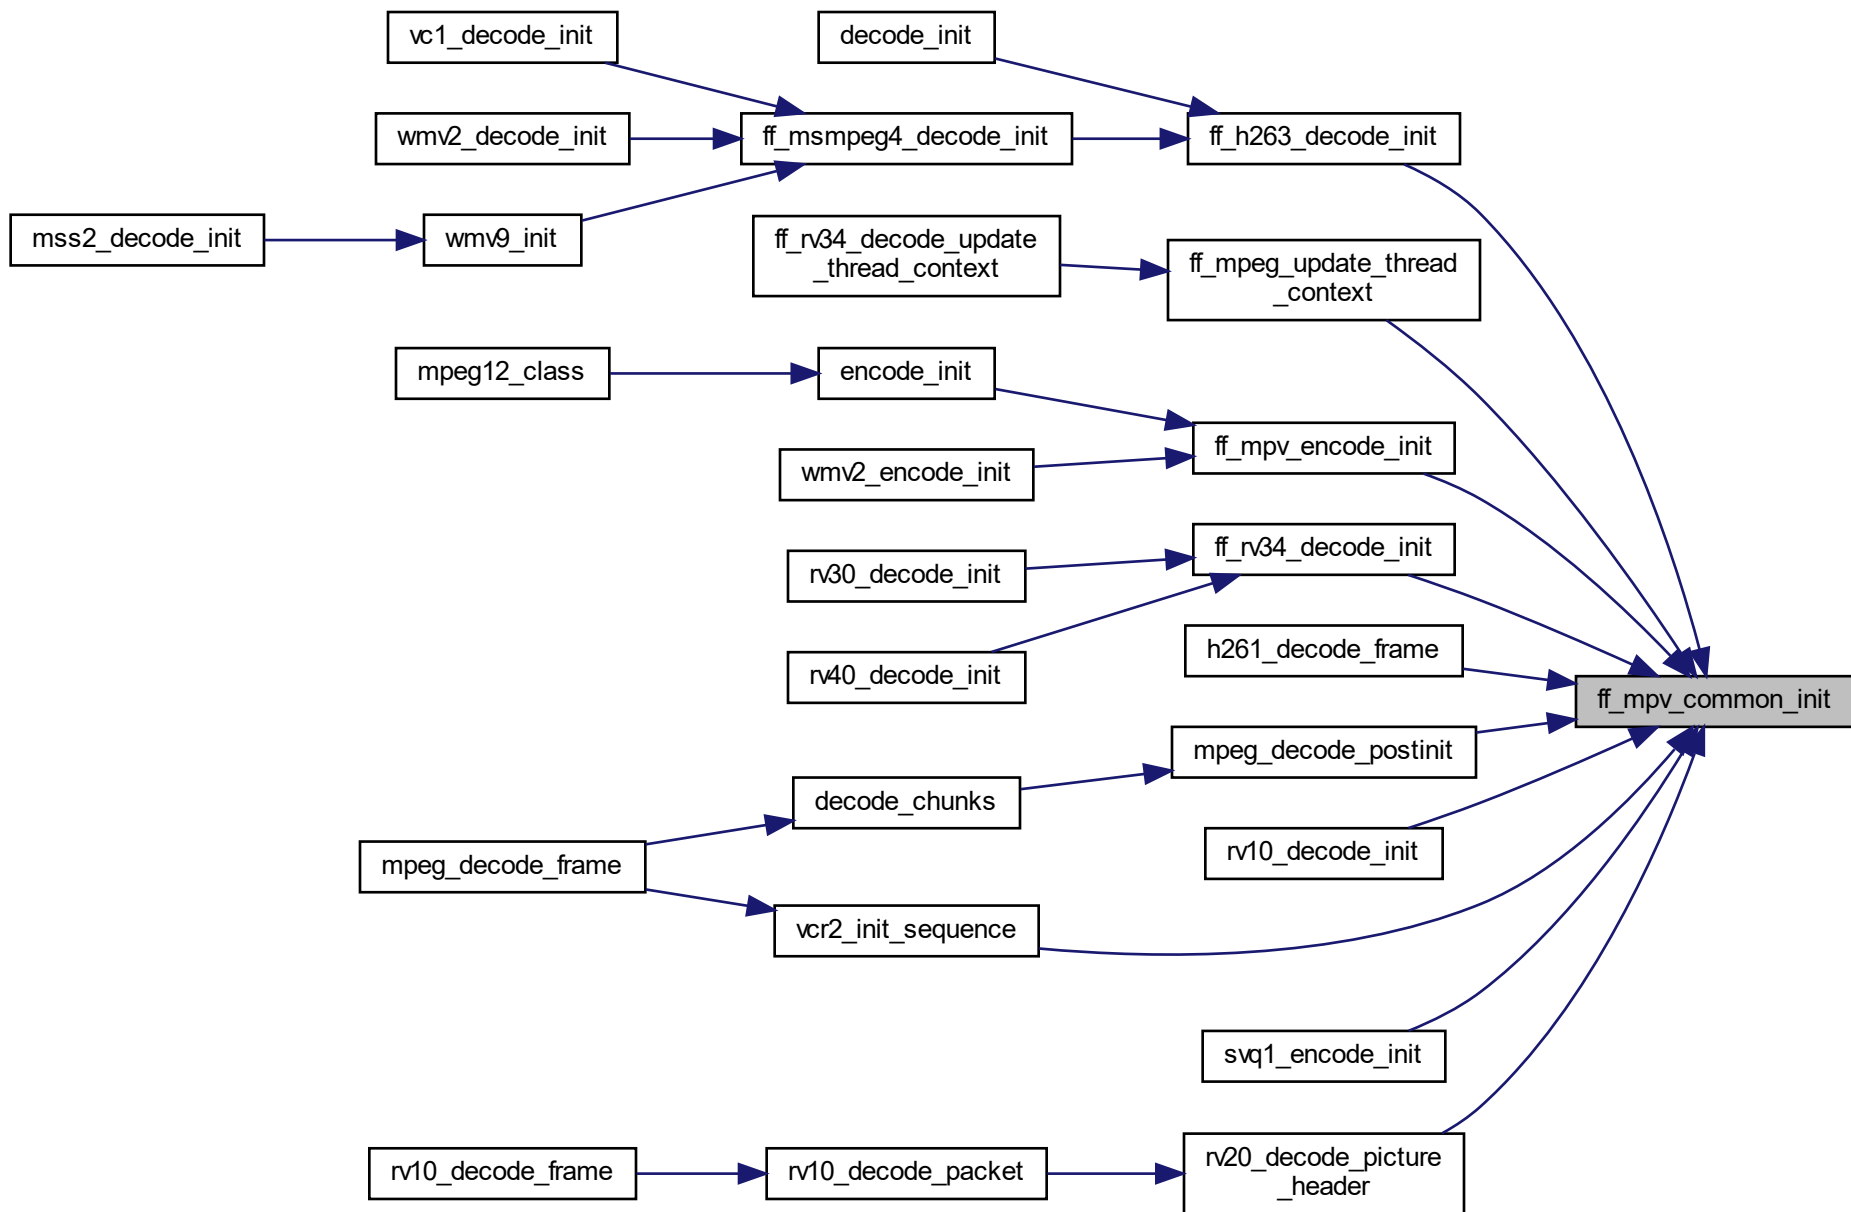 vc1_decode_init
decode_init
wmv2_decode_init
ff_msmpeg4_decode_init
ff_h263_decode_init
mss2_decode_init
wmv9_init
ff_rv34_decode_update
_thread_context
ff_mpeg_update_thread
_context
mpeg12_class
encode_init
ff_mpv_encode_init
wmv2_encode_init
ff_rv34_decode_init
rv30_decode_init
h261_decode_frame
rv40_decode_init
ff_mpv_common_init
mpeg_decode_postinit
decode_chunks
rv10_decode_init
mpeg_decode_frame
vcr2_init_sequence
svq1_encode_init
rv10_decode_frame
rv10_decode_packet
rv20_decode_picture
_header